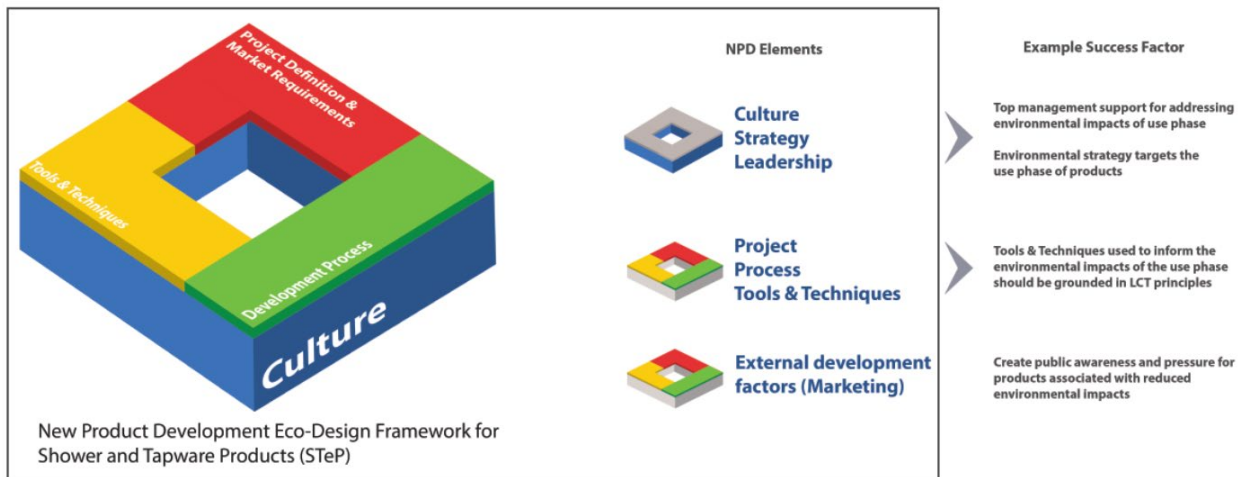 Project Definition &
Market Requirements
Tools & Techniques
Development Process
Culture
New Product Development Eco-Design Framework for
Shower and Tapware Products (STeP)
NPD Elements
Culture
Strategy
Leadership
Project
Process
Tools & Techniques
External development
factors (Marketing)
Example Success Factor
Top management support for addressing
environmental impacts of use phase
Environmental strategy targets the
use phase of products
Tools & Techniques used to inform the
environmental impacts of the use phase
should be grounded in LCT principles
Create public awareness and pressure for
products associated with reduced
environmental impacts